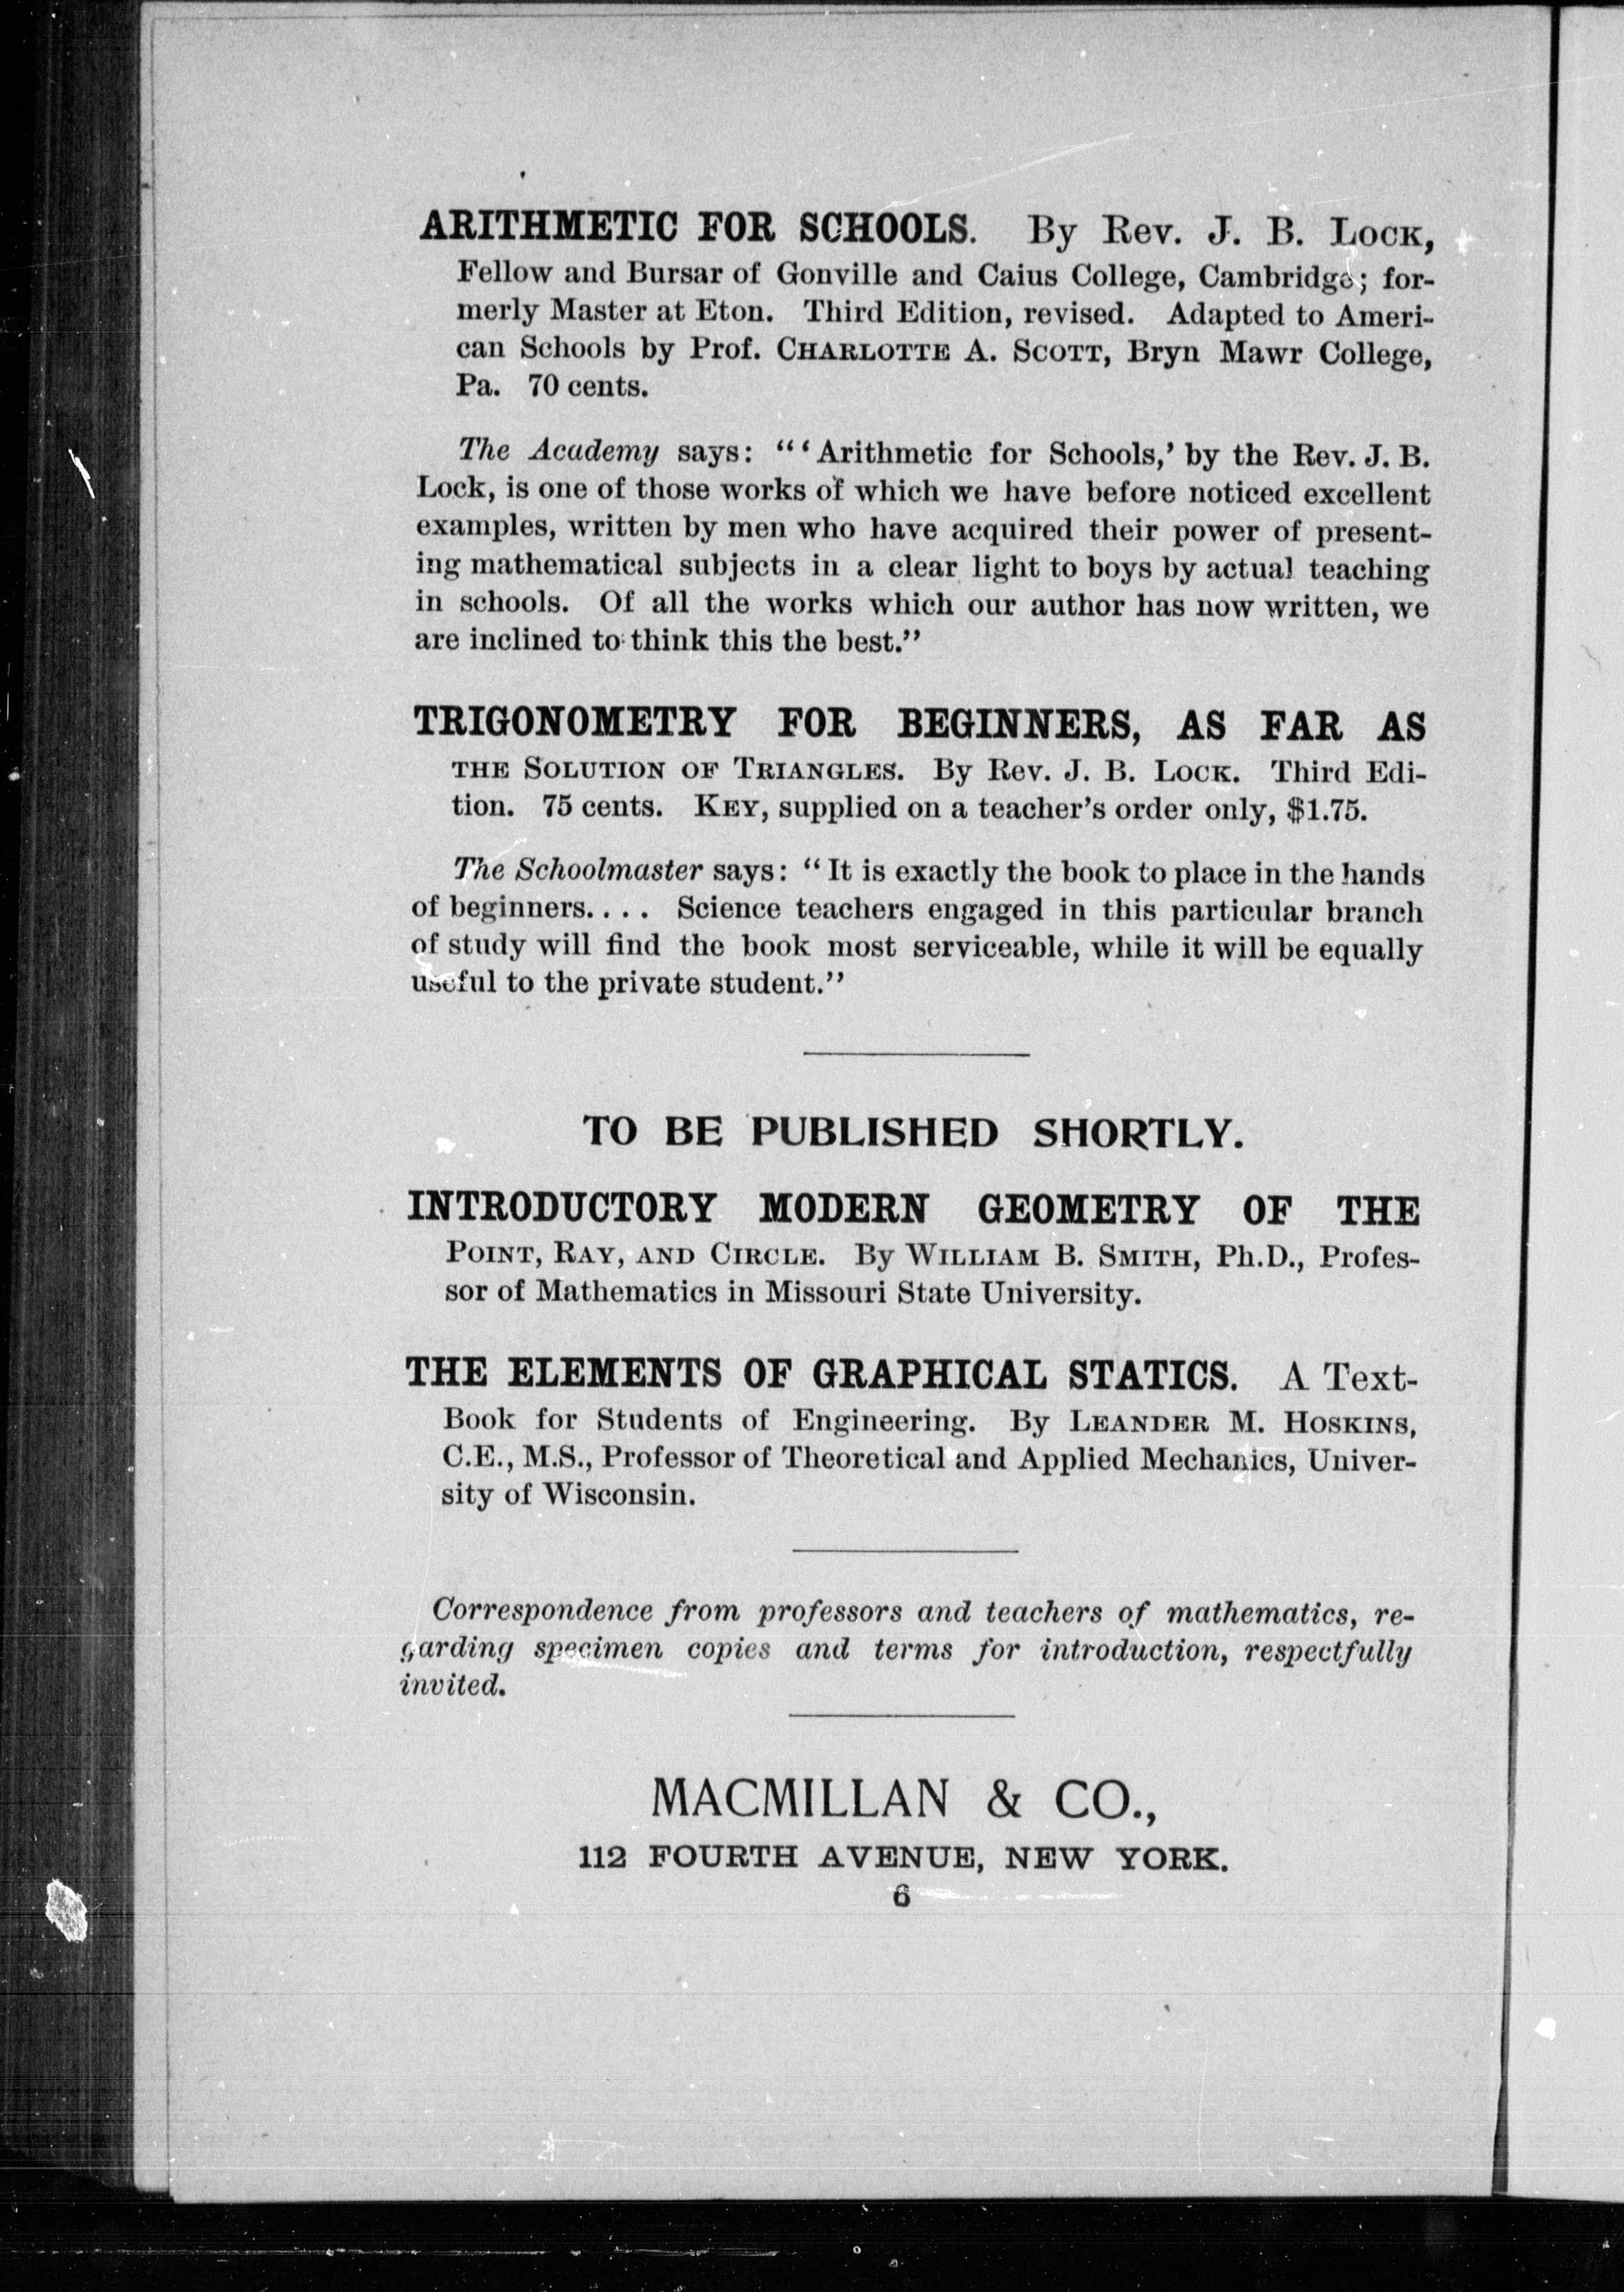 ARITHMETIC FOR SCHOOLS. By Rev. J. B. LOCK,
Fellow and Bursar of Gonville and Caius College, Cambridge; for-
merly Master at Eton. Third Edition, revised. Adapted to Ameri-
can Schools by Prof. CHARLOTTE A. SCOTT, Bryn Mawr College,
Pa. 70 cents.
The Academy says: "'Arithmetic for Schools,' by the Rev. J. B.
Lock, is one of those works of which we have before noticed excellent
examples, written by men who have acquired their power of present-
ing mathematical subjects in a clear light to boys by actual teaching
in schools. Of all the works which our author has now written, we
are inclined to think this the best."
TRIGONOMETRY FOR BEGINNERS, AS FAR AS
THE SOLUTION OF TRIANGLES. By Rev. J. B. LOCK. Third Edi-
tion. 75 cents. KEY, supplied on a teacher's order only, $1.75.
The Schoolmaster says: "It is exactly the book to place in the hands
of beginners.... Science teachers engaged in this particular branch
of study will find the book most serviceable, while it will be equally
useful to the private student."
TO BE PUBLISHED SHORTLY.
INTRODUCTORY MODERN GEOMETRY OF THE
POINT, RAY, AND CIRCLE. By WILLIAM B. SMITH, Ph.D., Profes-
sor of Mathematics in Missouri State University.
THE ELEMENTS OF GRAPHICAL STATICS. A Text-
Book for Students of Engineering. By LEANDER M. HOSKINS,
C.E., M.S., Professor of Theoretical and Applied Mechanics, Univer-
sity of Wisconsin.
Correspondence from professors and teachers of mathematics, re-
garding specimen copies and terms for introduction, respectfully
invited.
MACMILLAN & CO.,
112 FOURTH AVENUE, NEW YORK.
6